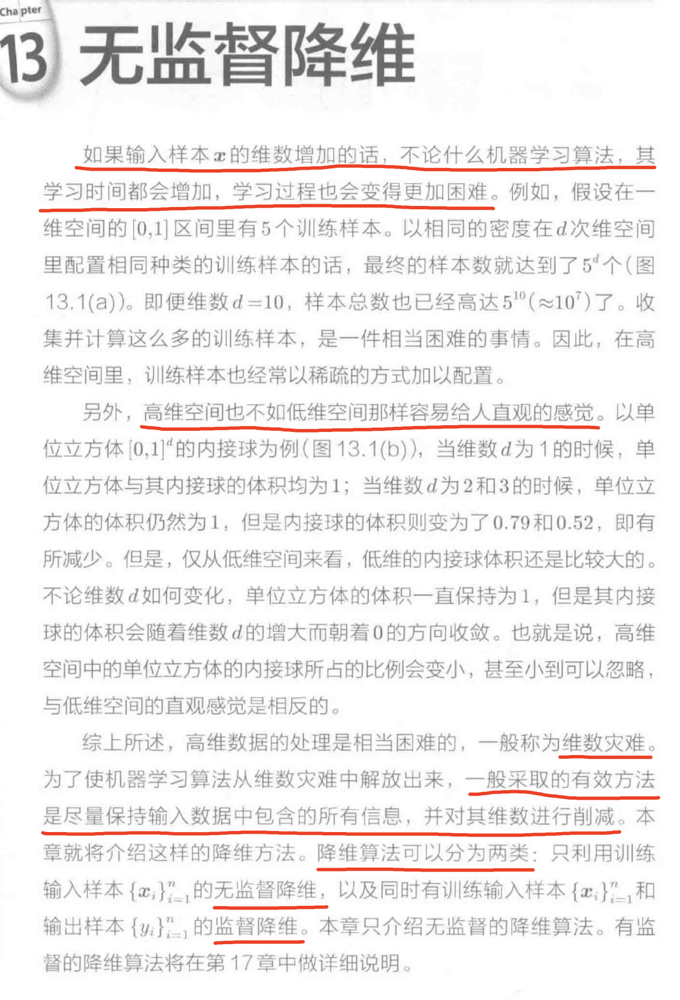 Chapter
13 无监督降维
如果输入样本x的维数增加的话，不论什么机器学习算法，其
学习时间都会增加，学习过程也会变得更加困难。例如，假设在一
维空间的[0,1]区间里有5个训练样本。以相同的密度在d次维空间
里配置相同种类的训练样本的话，最终的样本数就达到了5^d个（图
13.1(a)）。即便维数d=10，样本总数也已经高达5^10(≈10^7)了。收
集并计算这么多的训练样本，是一件相当困难的事情。因此，在高
维空间里，训练样本也经常以稀疏的方式加以配置。
另外，高维空间也不如低维空间那样容易给人直观的感觉。以单
位立方体[0,1]^d的内接球为例（图13.1(b)），当维数d为1的时候，单
位立方体与其内接球的体积均为1；当维数d为2和3的时候，单位立
方体的体积仍然为1，但是内接球的体积则变为了0.79和0.52，即有
所减少。但是，仅从低维空间来看，低维的内接球体积还是比较大的。
不论维数d如何变化，单位立方体的体积一直保持为1，但是其内接
球的体积会随着维数d的增大而朝着0的方向收敛。也就是说，高维
空间中的单位立方体的内接球所占的比例会变小，甚至小到可以忽略，
与低维空间的直观感觉是相反的。
综上所述，高维数据的处理是相当困难的，一般称为维数灾难。
为了使机器学习算法从维数灾难中解放出来，一般采取的有效方法
是尽量保持输入数据中包含的所有信息，并对其维数进行削减。本
章就将介绍这样的降维方法。降维算法可以分为两类：只利用训练
输入样本{x_i}_{i=1}^n的无监督降维，以及同时有训练输入样本{x_i}_{i=1}^n和
输出样本{y_i}_{i=1}^n的监督降维。本章只介绍无监督的降维算法。有监
督的降维算法将在第17章中做详细说明。